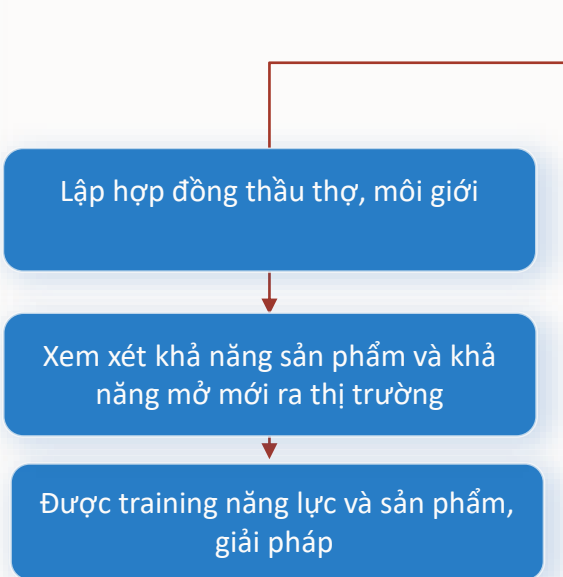 Lập hợp đồng thầu thợ, môi giới
Xem xét khả năng sản phẩm và khả
năng mở mới ra thị trường
Được training năng lực và sản phẩm,
giải pháp